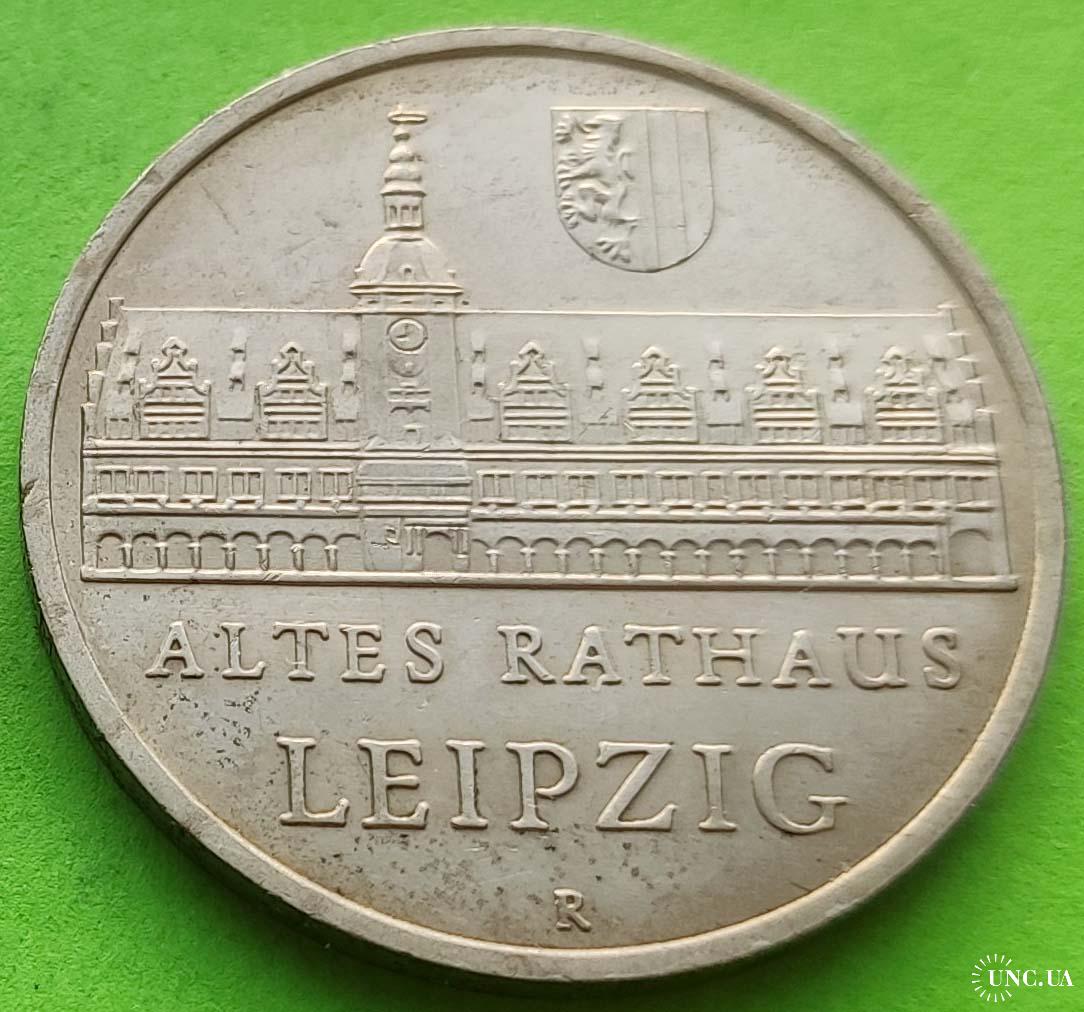 ALTES RATHAUS
LEIPZIG
R
UNC.UA